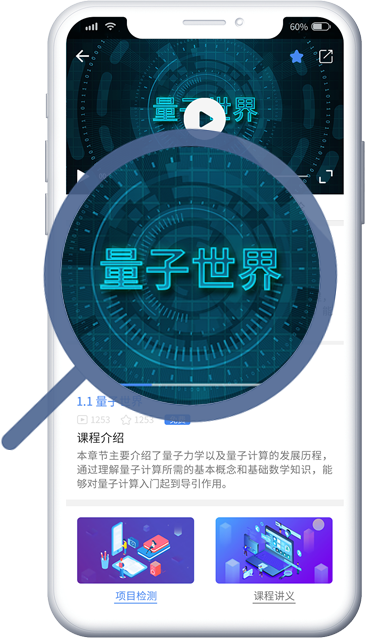 60%
量子世界
量子世界
1.1 量子世
1253
1253
免费
课程介绍
本章节主要介绍了量子力学以及量子计算的发展历程，
通过理解量子计算所需的基本概念和基础数学知识，能
够对量子计算入门起到导引作用。
项目检测
课程讲义